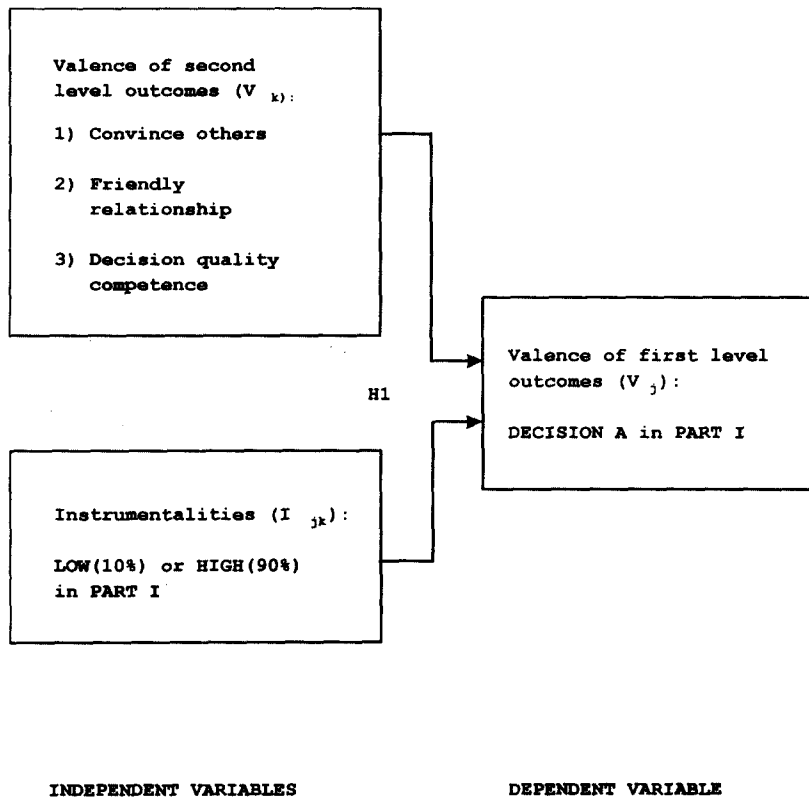 Valence of second
level outcomes (V k):
1) Convince others
2) Friendly
relationship
3) Decision quality
competence
Valence of first level
outcomes (V j):
DECISION A in PART I
H1
Instrumentalities (I jk):
LOW(10%) or HIGH(90%)
in PART I
INDEPENDENT VARIABLES
DEPENDENT VARIABLE